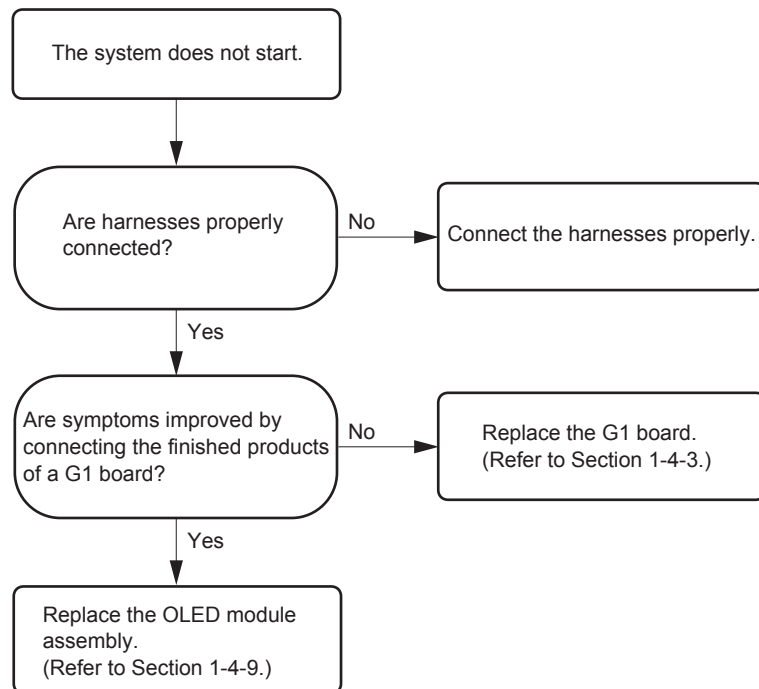 The system does not start.
Are harnesses properly
connected?
No
Connect the harnesses properly.
Yes
Are symptoms improved by
connecting the finished products
of a G1 board?
No
Replace the G1 board.
(Refer to Section 1-4-3.)
Yes
Replace the OLED module
assembly.
(Refer to Section 1-4-9.)